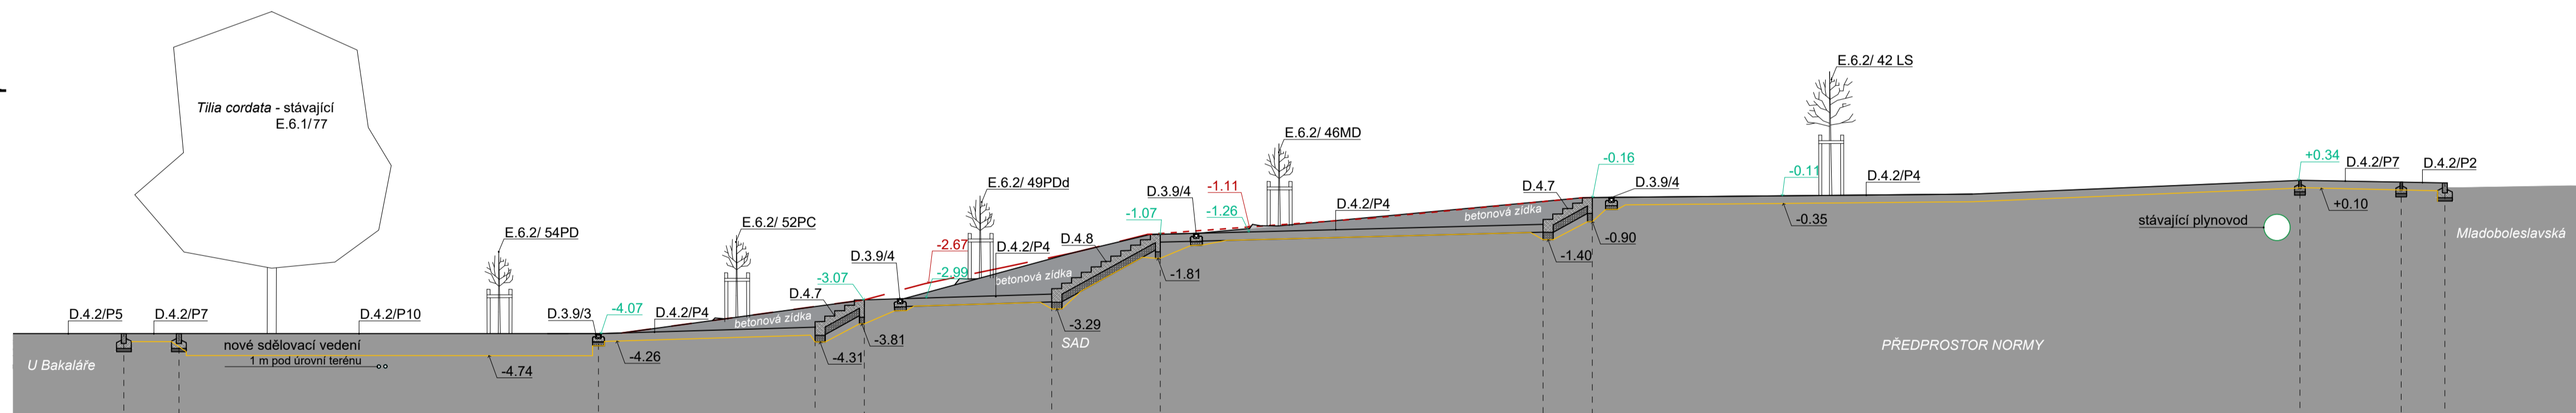 Tilia cordata - stávající
E.6.1/77
D.4.2/P5
D.4.2/P7
D.4.2/P10
E.6.2/ 54PD
D.3.9/3
-4.07
D.4.2/P4
E.6.2/ 52PC
D.4.7
-3.07
D.3.9/4
-2.67
-2.99
E.6.2/ 49PDd
D.4.2/P4
D.4.8
-1.07
D.3.9/4
-1.11
-1.26
E.6.2/ 46MD
D.4.2/P4
D.4.7
-0.16
D.3.9/4
-0.11
E.6.2/ 42 LS
D.4.2/P4
+0.34
D.4.2/P7
D.4.2/P2
betonová zídka
betonová zídka
betonová zídka
nové sdělovací vedení
1 m pod úrovní terénu
-4.74
-4.26
-4.31
-3.81
-3.29
-1.81
-1.40
-0.90
-0.35
+0.10
stávající plynovod
U Bakaláře
SAD
PŘEDPROSTOR NORMY
Mladoboleslavská